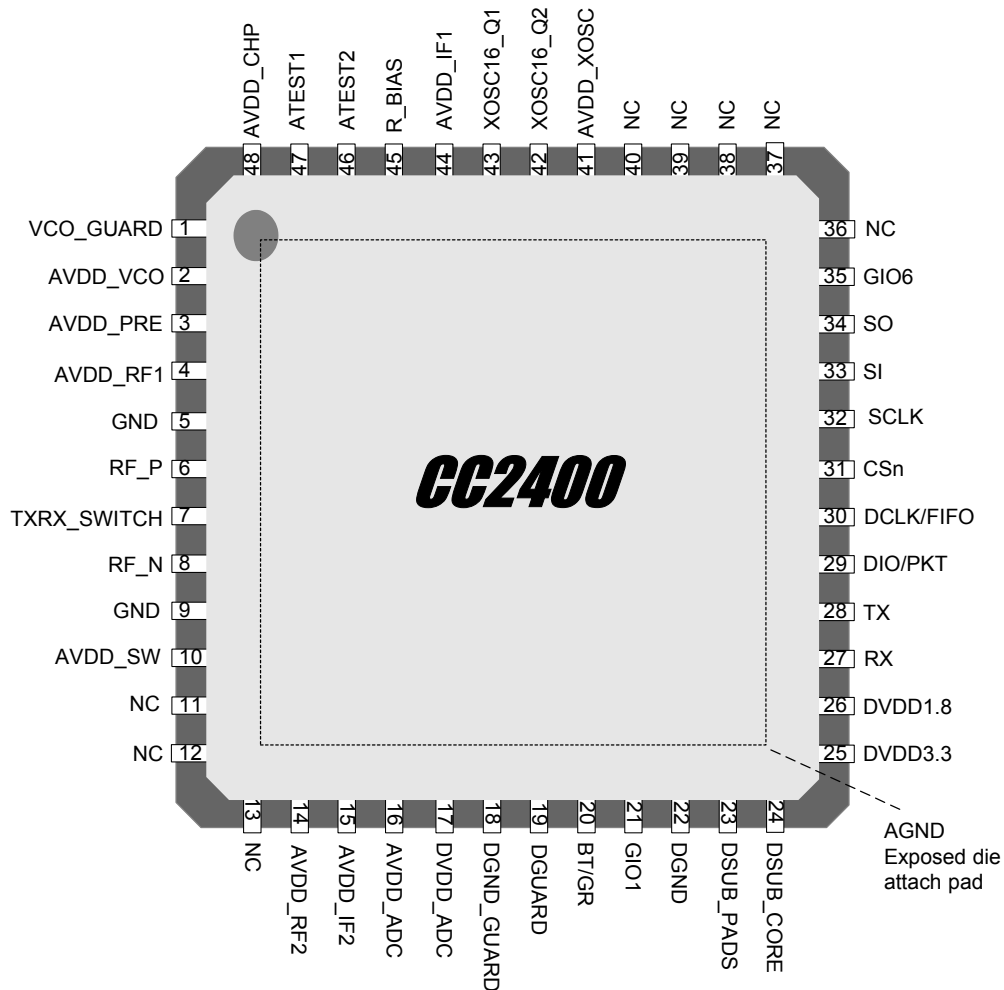 AVDD_CHP
ATEST1
ATEST2
R_BIAS
AVDD_IF1
XOSC16_Q1
XOSC16_Q2
AVDD_XOSC
NC
NC
NC
NC
48
47
46
45
44
43
42
41
40
39
38
37
VCO_GUARD 1
AVDD_VCO 2
AVDD_PRE 3
AVDD_RF1 4
GND 5
RF_P 6
TXRX_SWITCH 7
RF_N 8
GND 9
AVDD_SW 10
NC 11
NC 12
CC2400
36 NC
35 GIO6
34 SO
33 SI
32 SCLK
31 CSn
30 DCLK/FIFO
29 DIO/PKT
28 TX
27 RX
26 DVDD1.8
25 DVDD3.3
13
14
15
16
17
18
19
20
21
22
23
24
NC
AVDD_RF2
AVDD_IF2
AVDD_ADC
DVDD_ADC
DGND_GUARD
DGUARD
BT/GR
GIO1
DGND
DSUB_PADS
DSUB_CORE
AGND
Exposed die
attach pad